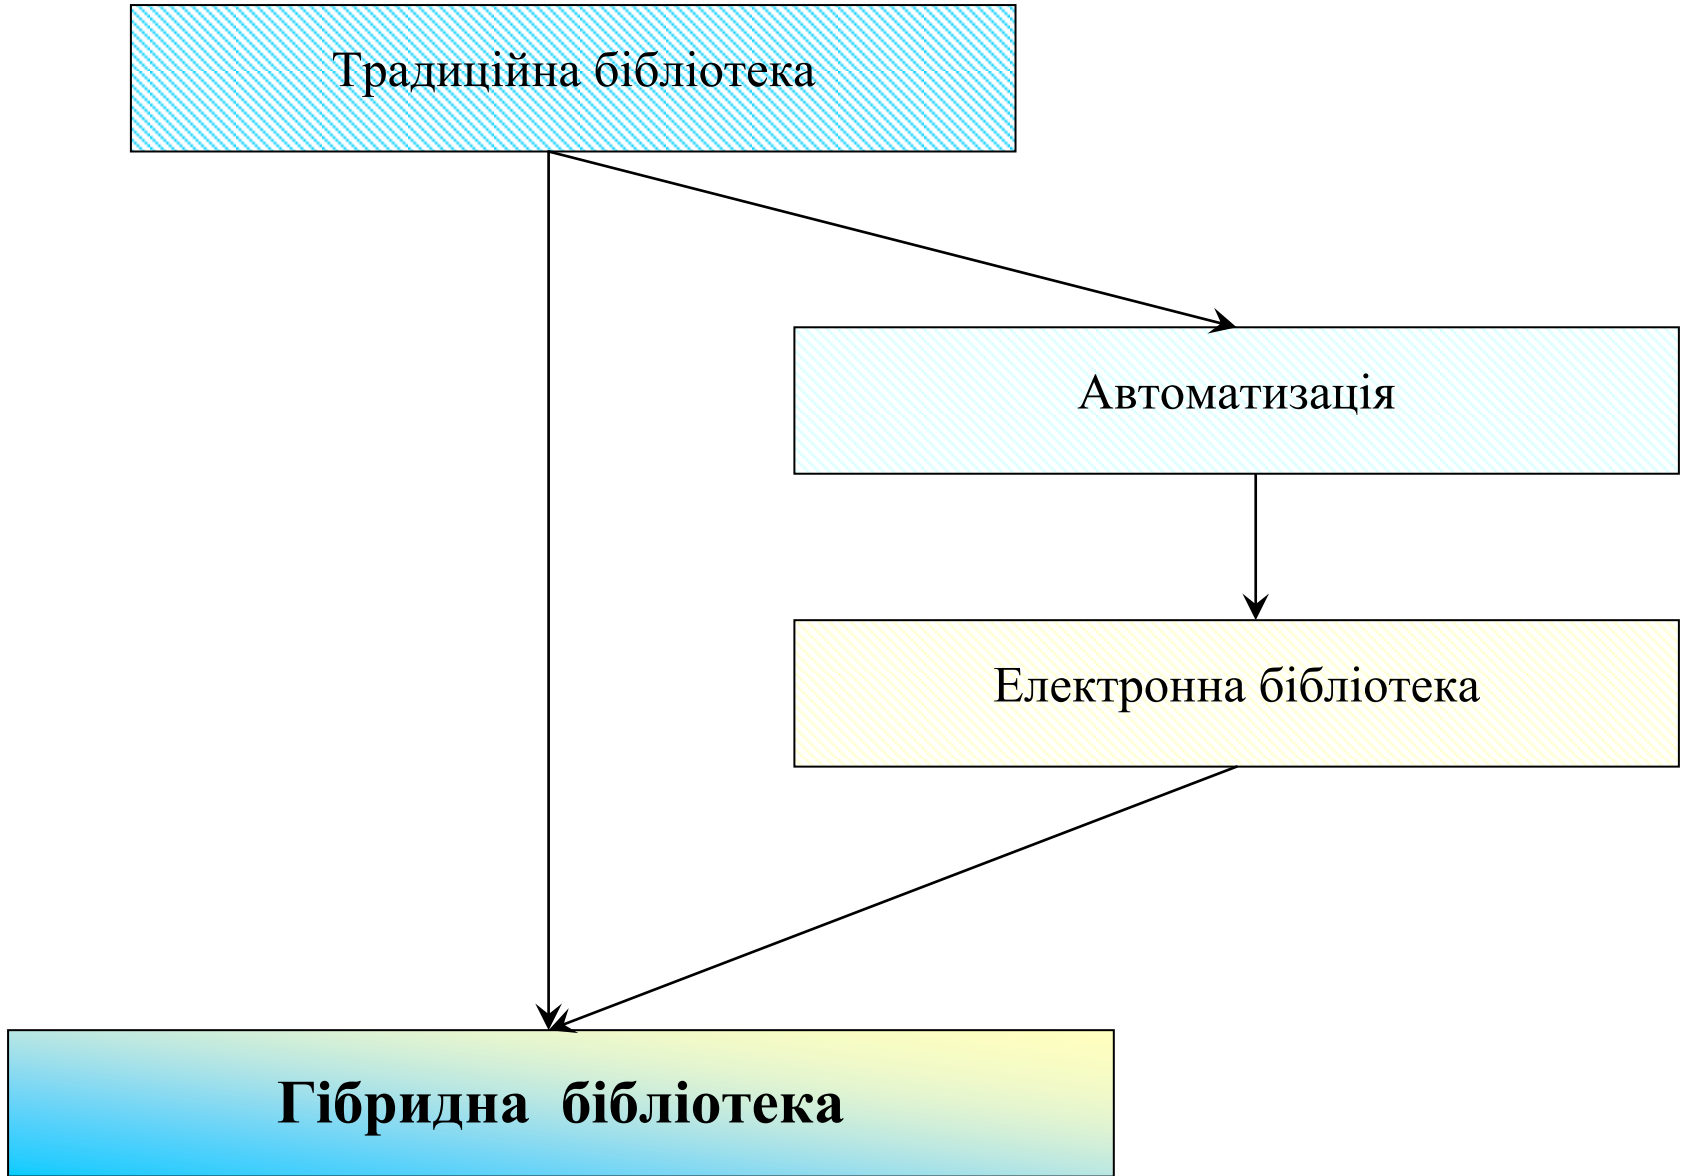 Традиційна бібліотека
Автоматизація
Електронна бібліотека
Гібридна бібліотека